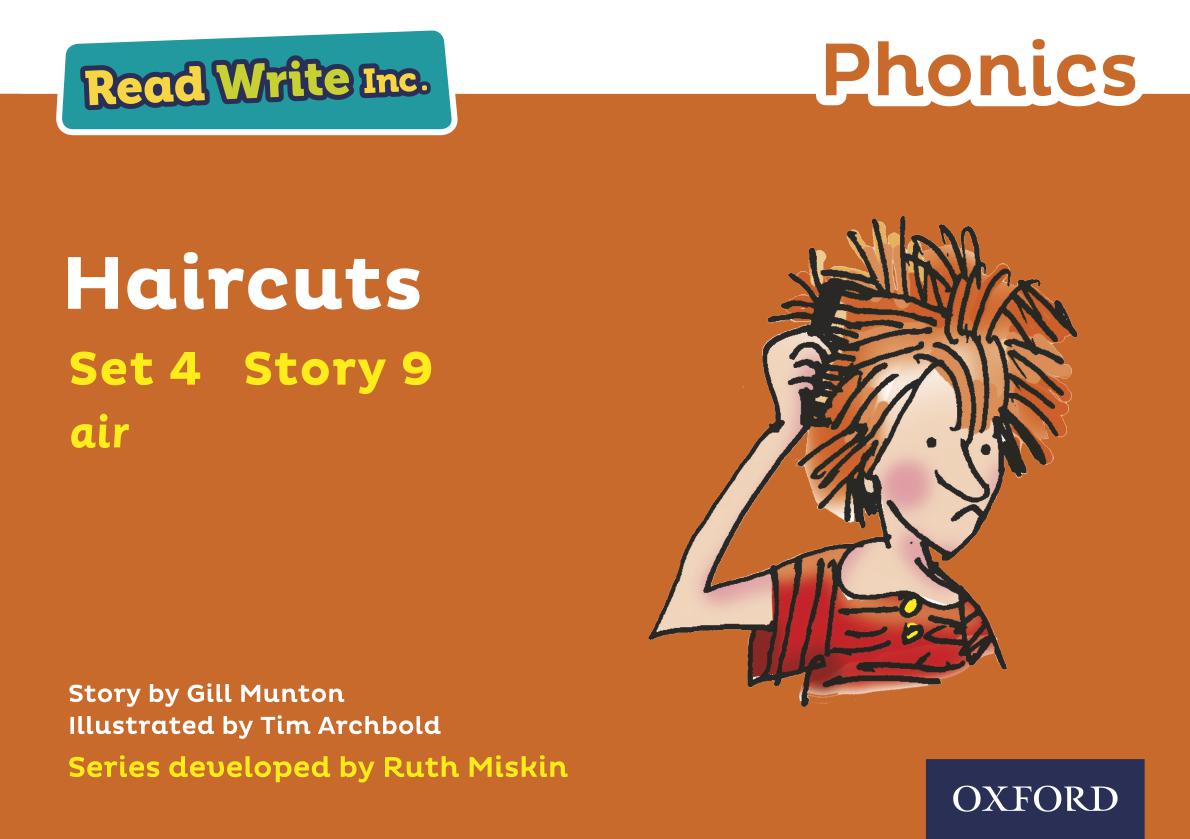 Read Write Inc.
Phonics
Haircuts
Set 4 Story 9
air
Story by Gill Munton
Illustrated by Tim Archbold
Series developed by Ruth Miskin
OXFORD